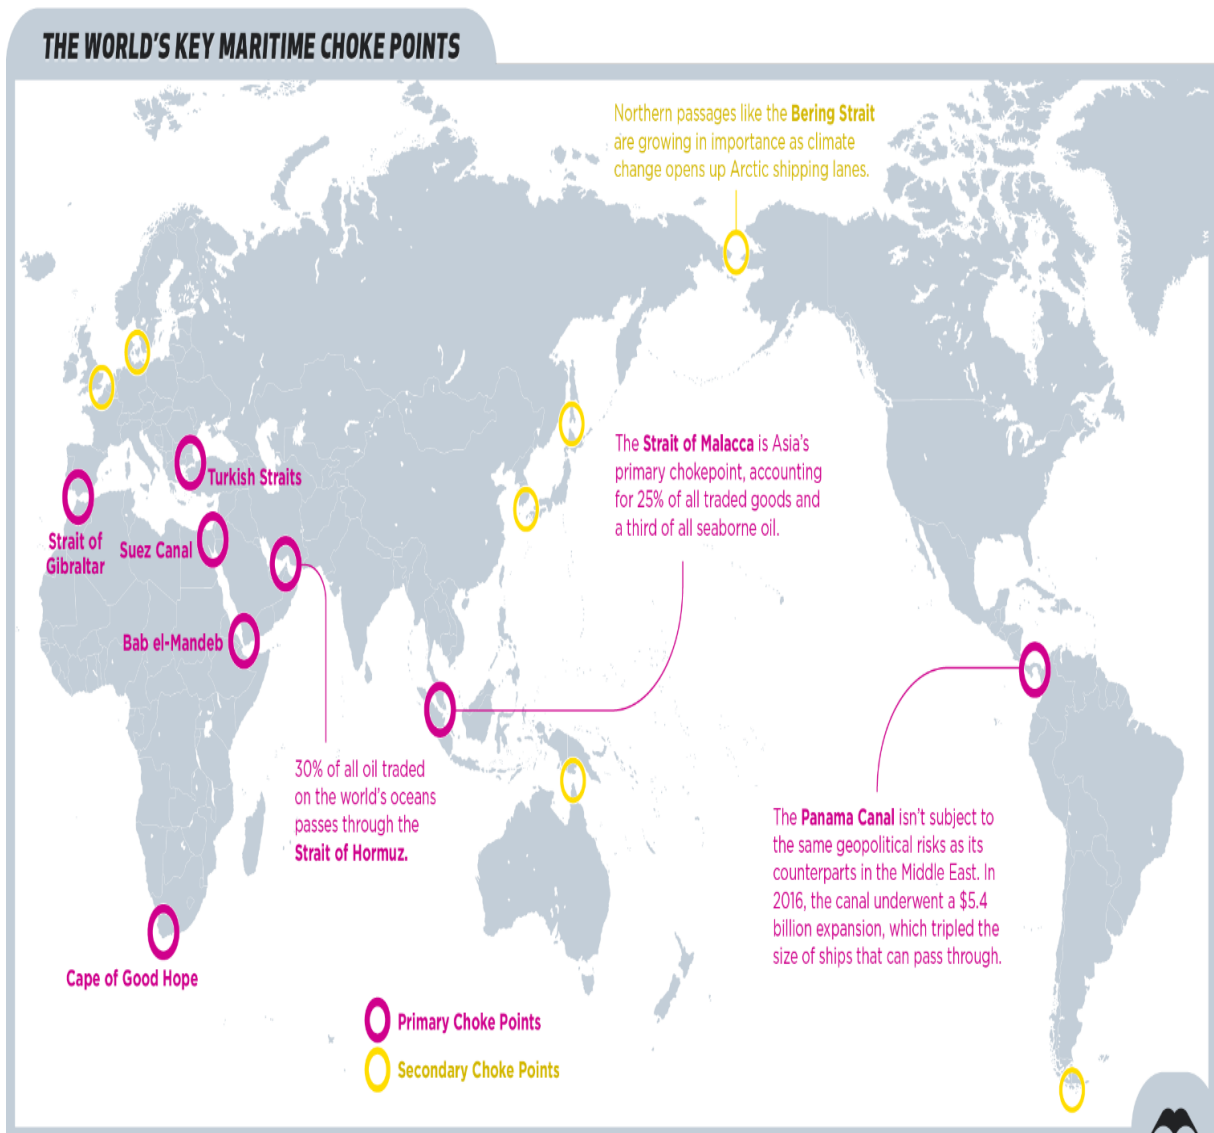 THE WORLD'S KEY MARITIME CHOKE POINTS
Northern passages like the Bering Strait
are growing in importance as climate
change opens up Arctic shipping lanes.
The Strait of Malacca is Asia's
primary chokepoint, accounting
for 25% of all traded goods and
a third of all seaborne oil.
Turkish Straits
Strait of
Gibraltar
Suez Canal
Bab el-Mandeb
30% of all oil traded
on the world's oceans
passes through the
Strait of Hormuz.
The Panama Canal isn't subject to
the same geopolitical risks as its
counterparts in the Middle East. In
2016, the canal underwent a $5.4
billion expansion, which tripled the
size of ships that can pass through.
Cape of Good Hope
Primary Choke Points
Secondary Choke Points